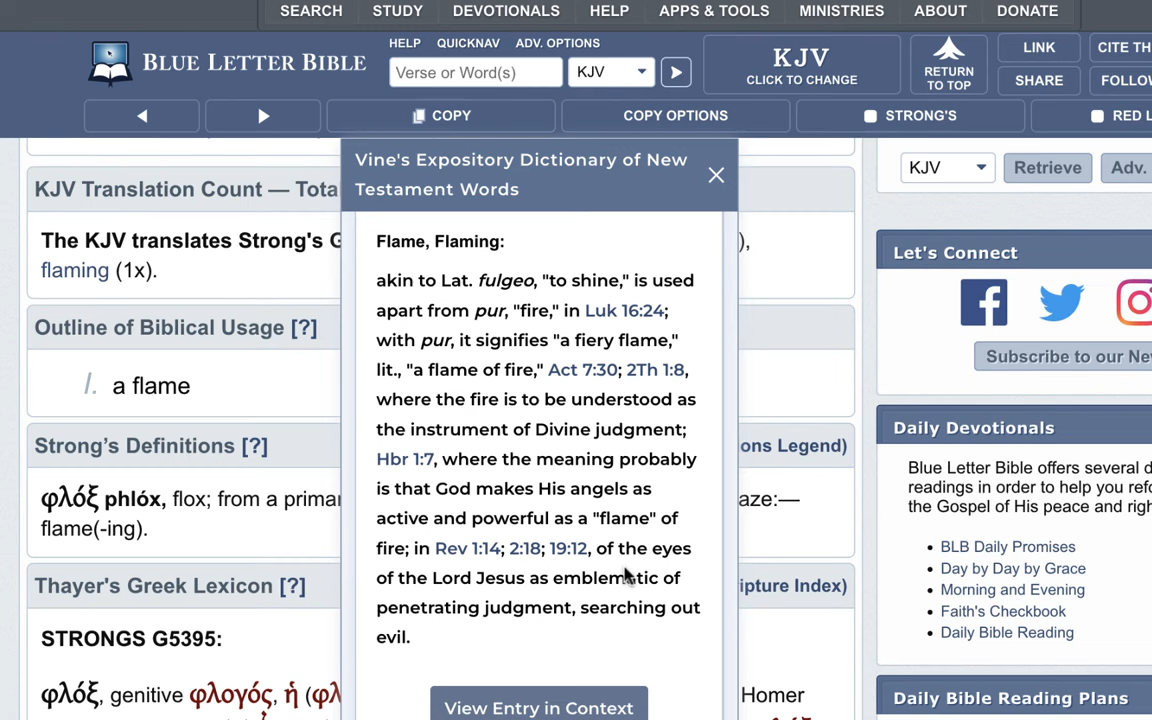 SEARCH STUDY DEVOTIONALS HELP APPS & TOOLS MINISTRIES ABOUT DONATE
BLUE LETTER BIBLE
HELP QUICKNAV ADV. OPTIONS
Verse or Word(s) KJV
KJV
CLICK TO CHANGE
RETURN
TO TOP
LINK CITE TH
SHARE FOLLO
COPY COPY OPTIONS STRONG'S RED L
Vine's Expository Dictionary of New
Testament Words
Flame, Flaming:
akin to Lat. fulgeo, "to shine," is used
apart from pur, "fire," in Luk 16:24;
with pur, it signifies "a fiery flame,"
lit., "a flame of fire," Act 7:30; 2Th 1:8,
where the fire is to be understood as
the instrument of Divine judgment;
Hbr 1:7, where the meaning probably
is that God makes His angels as
active and powerful as a "flame" of
fire; in Rev 1:14; 2:18; 19:12, of the eyes
of the Lord Jesus as emblematic of
penetrating judgment, searching out
evil.
View Entry in Context
KJV Translation Count — Tota
The KJV translates Strong's G ),
flaming (1x).
Outline of Biblical Usage [?]
I. a flame
Strong's Definitions [?] ons Legend)
φλόξ phlóx, flox; from a primar aze:—
flame(-ing).
Thayer's Greek Lexicon [?] ipture Index)
STRONGS G5395:
φλόξ, genitive φλογός, ἡ (φλ Homer
KJV Retrieve Adv.
Let's Connect
Subscribe to our Ne
Daily Devotionals
Blue Letter Bible offers several d
readings in order to help you refo
the Gospel of His peace and righ
• BLB Daily Promises
• Day by Day by Grace
• Morning and Evening
• Faith's Checkbook
• Daily Bible Reading
Daily Bible Reading Plans